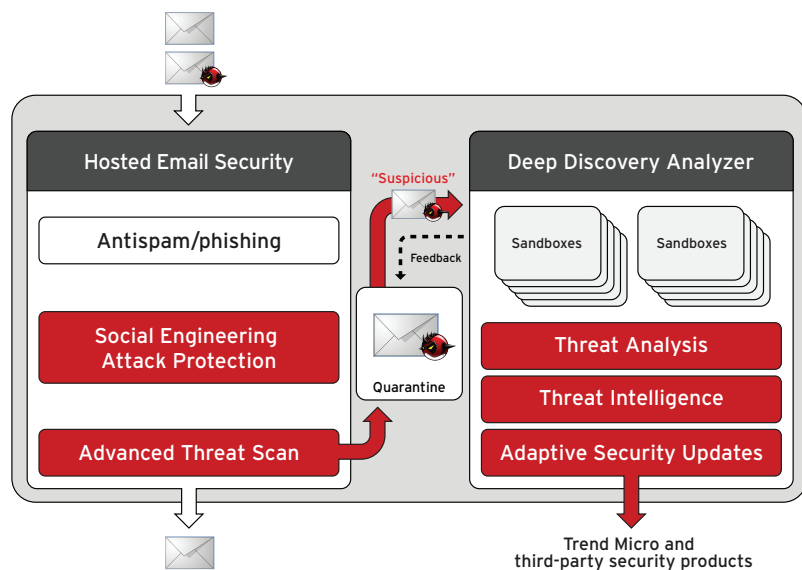 Hosted Email Security
Antispam/phishing
Social Engineering
Attack Protection
Advanced Threat Scan
“Suspicious”
Feedback
Quarantine
Deep Discovery Analyzer
Sandboxes
Sandboxes
Threat Analysis
Threat Intelligence
Adaptive Security Updates
Trend Micro and
third-party security products